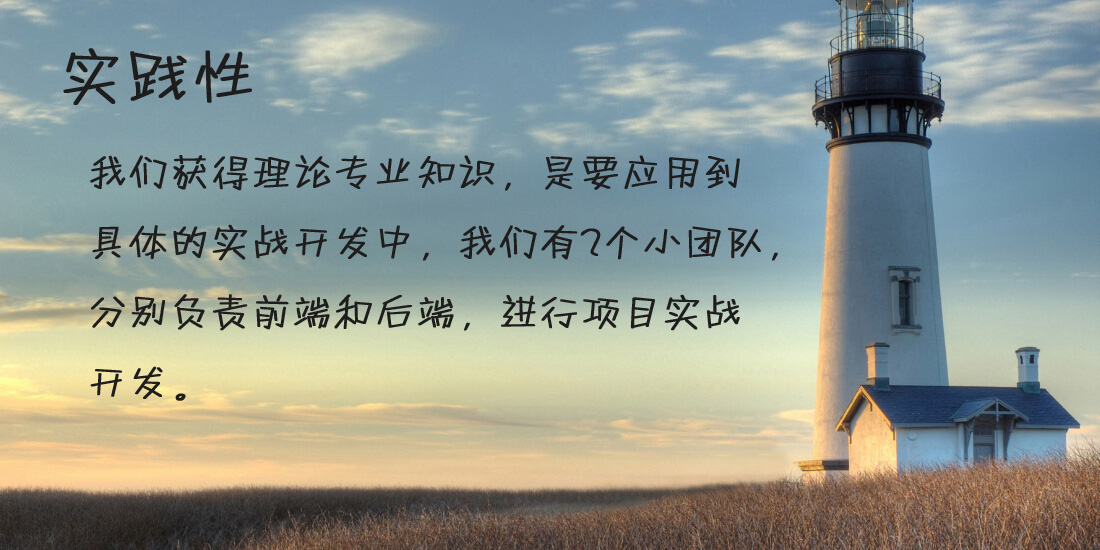 实践性
我们获得理论专业知识，是要应用到
具体的实战开发中，我们有2个小团队，
分别负责前端和后端，进行项目实战
开发。